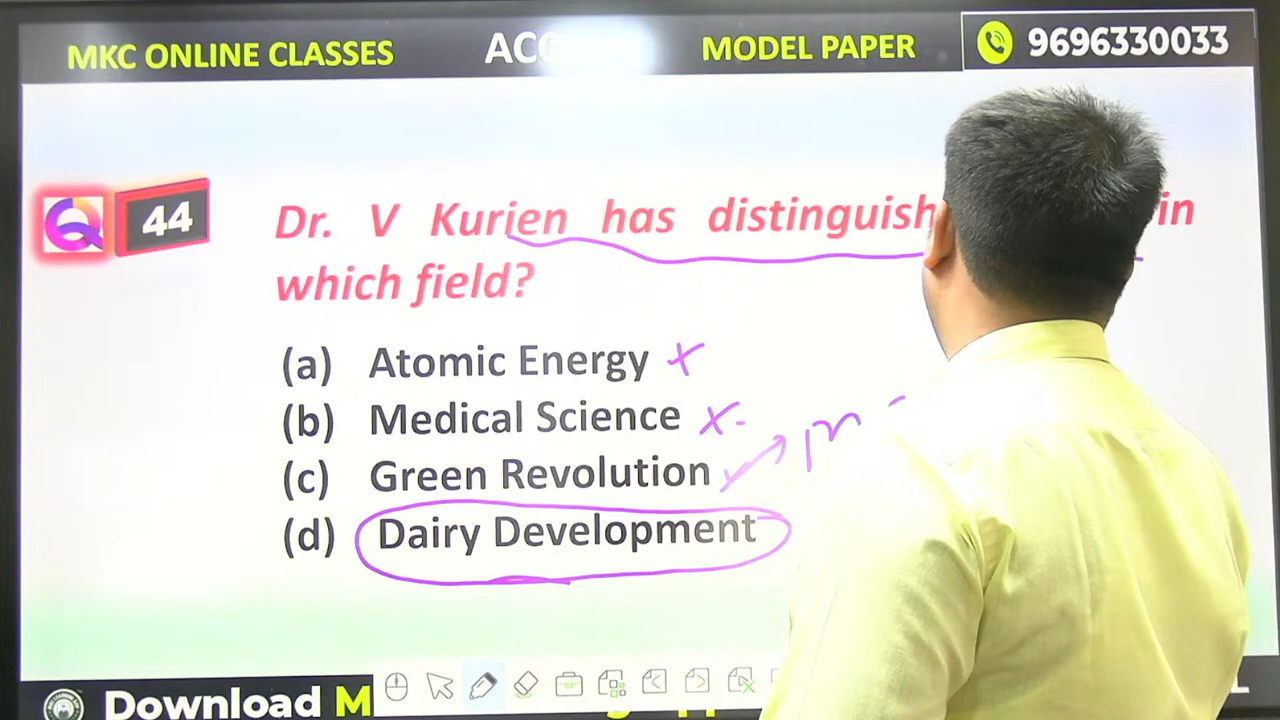 MKC ONLINE CLASSES
MODEL PAPER
9696330033
44
Dr. V Kurien has in
which field?
(a) Atomic Energy
(b) Medical Science
(c) Green Revolution
(d) Dairy Development
Download